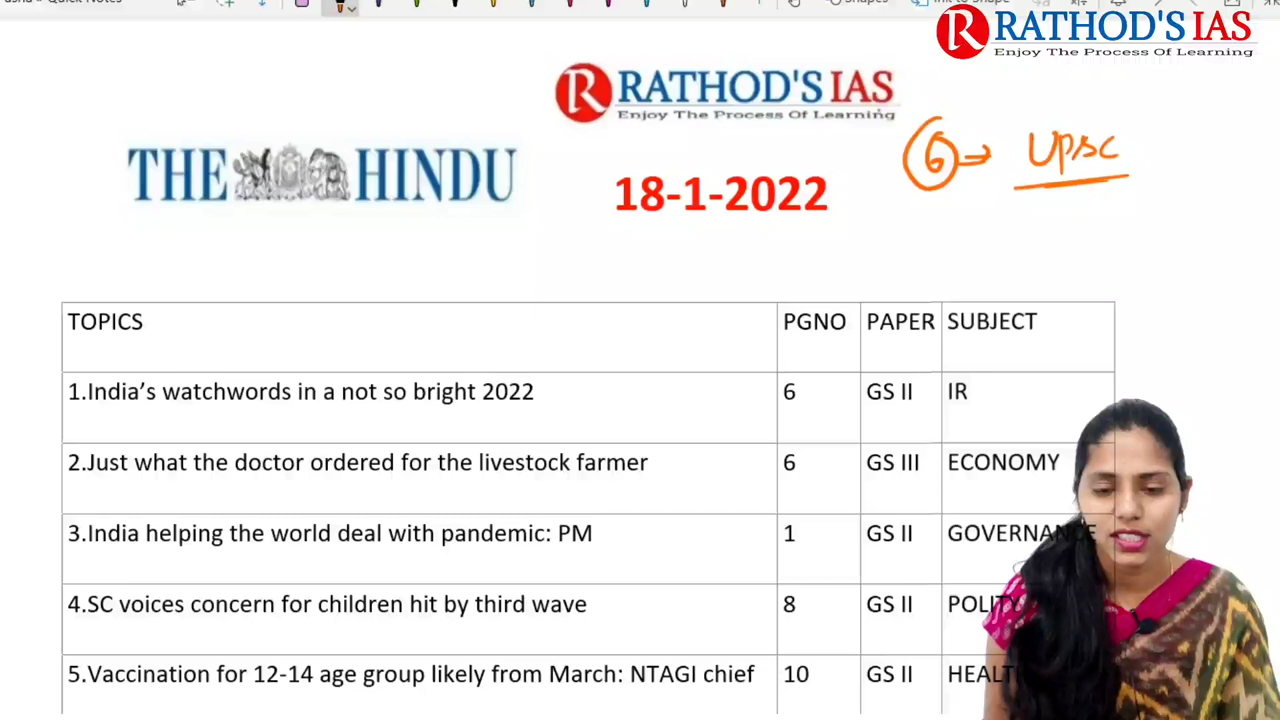 RATHOD'S IAS
Enjoy The Process Of Learning
RATHOD'S IAS
Enjoy The Process Of Learning
THE HINDU
18-1-2022
6 → UPSC
TOPICS PGNO PAPER SUBJECT
1.India’s watchwords in a not so bright 2022 6 GS II IR
2.Just what the doctor ordered for the livestock farmer 6 GS III ECONOMY
3.India helping the world deal with pandemic: PM 1 GS II GOVERNANCE
4.SC voices concern for children hit by third wave 8 GS II POLITY
5.Vaccination for 12-14 age group likely from March: NTAGI chief 10 GS II HEALT